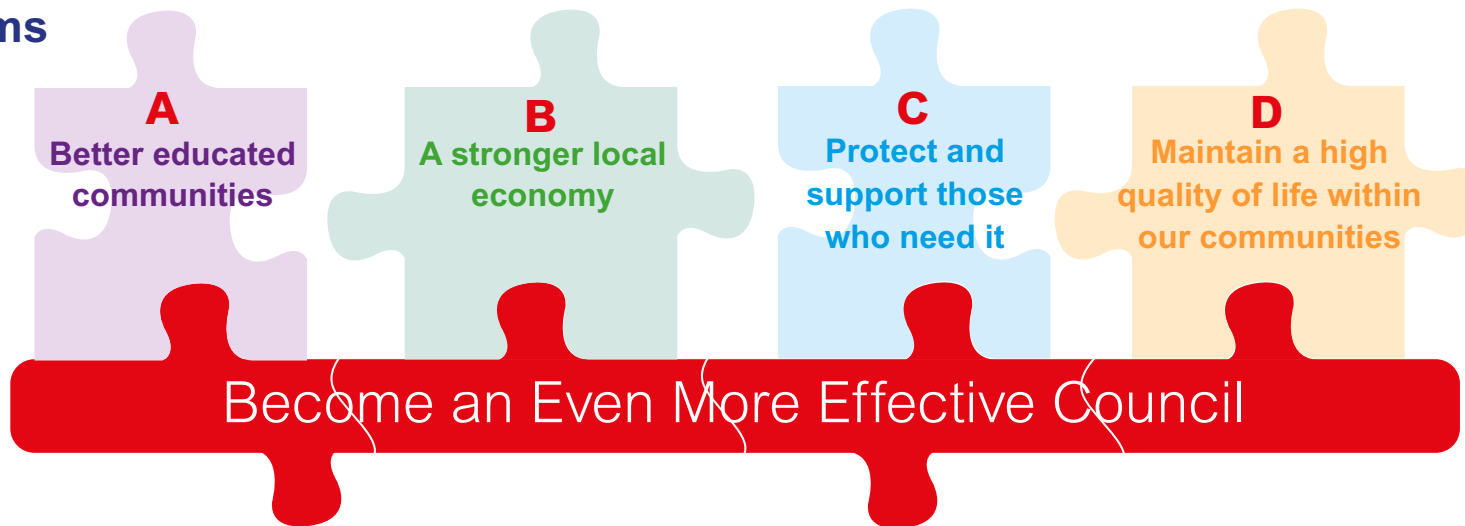 ms
A
Better educated
communities
B
A stronger local
economy
C
Protect and
support those
who need it
D
Maintain a high
quality of life within
our communities
Become an Even More Effective Council